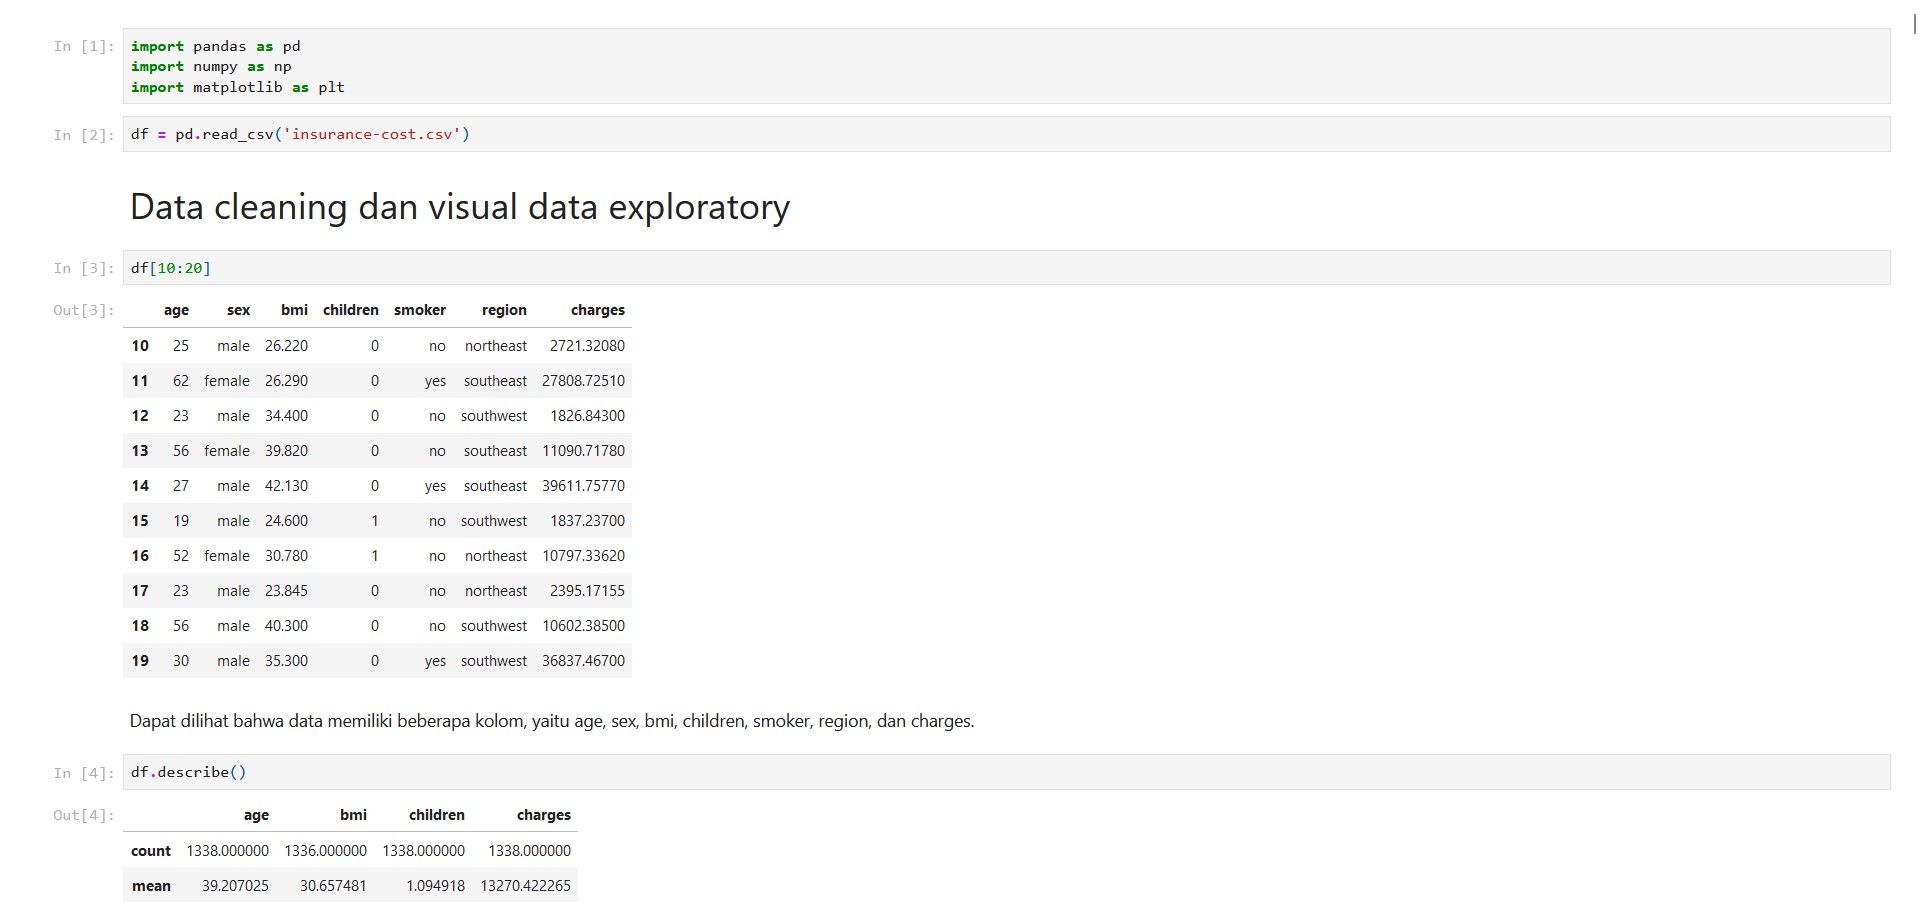 In [1]: import pandas as pd
import numpy as np
import matplotlib as plt
In [2]: df = pd.read_csv('insurance-cost.csv')
Data cleaning dan visual data exploratory
In [3]: df[10:20]
Out[3]: age sex bmi children smoker region charges
10 25 male 26.220 0 no northeast 2721.32080
11 62 female 26.290 0 yes southeast 27808.72510
12 23 male 34.400 0 no southwest 1826.84300
13 56 female 39.820 0 no southeast 11090.71780
14 27 male 42.130 0 yes southeast 39611.75770
15 19 male 24.600 1 no southwest 1837.23700
16 52 female 30.780 1 no northeast 10797.33620
17 23 male 23.845 0 no northeast 2395.17155
18 56 male 40.300 0 no southwest 10602.38500
19 30 male 35.300 0 yes southwest 36837.46700
Dapat dilihat bahwa data memiliki beberapa kolom, yaitu age, sex, bmi, children, smoker, region, dan charges.
In [4]: df.describe()
Out[4]: age bmi children charges
count 1338.000000 1336.000000 1338.000000 1338.000000
mean 39.207025 30.657481 1.094918 13270.422265